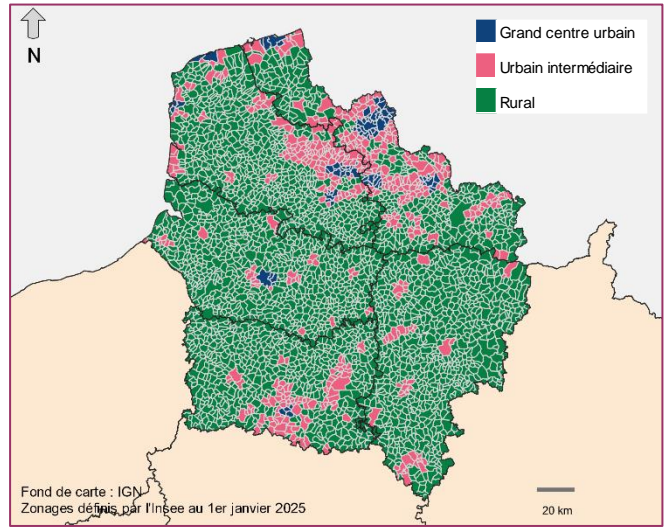 N
Grand centre urbain
Urbain intermédiaire
Rural
Fond de carte : IGN
Zonages définis par l'Insee au 1er janvier 2025
20 km